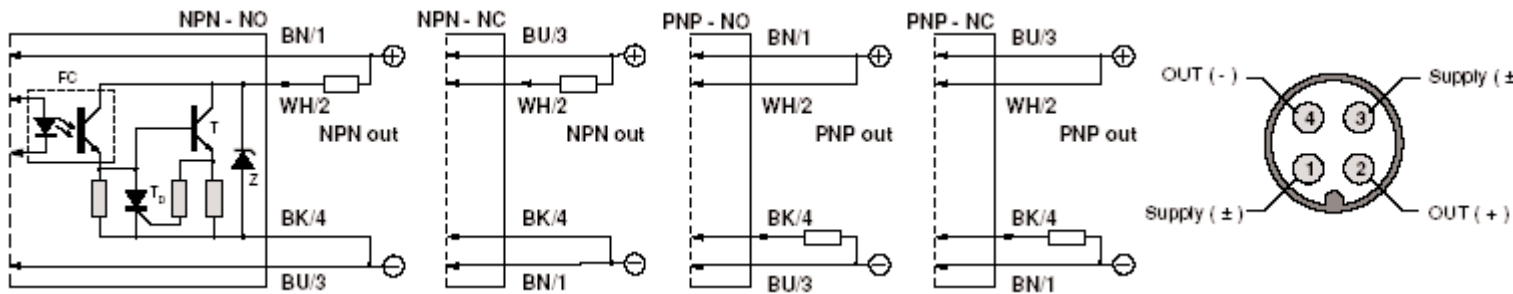 NPN - NO
BN/1
FC
WH/2
T
NPN out
Z
T D
BK/4
BU/3
NPN - NC
BU/3
WH/2
NPN out
BK/4
BN/1
PNP - NO
BN/1
WH/2
PNP out
BK/4
BU/3
PNP - NC
BU/3
WH/2
PNP out
BK/4
BN/1
OUT ( - )
Supply ( ±
4
3
1
2
Supply ( ± )
OUT ( + )